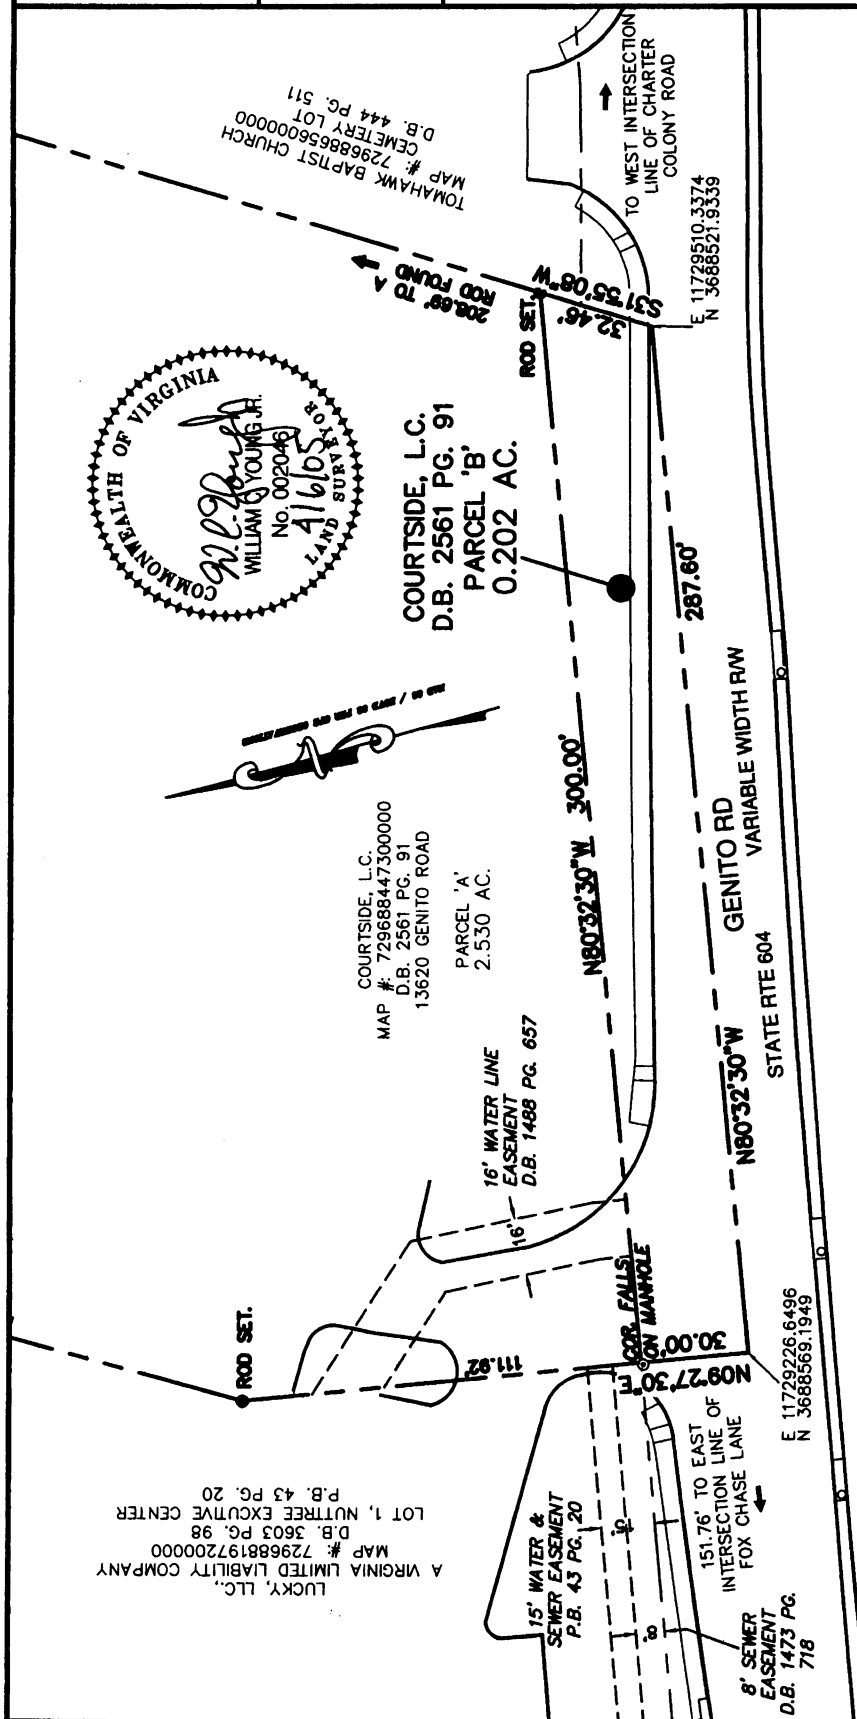 TOMAHAWK BAPTIST CHURCH
MAP #: 729688656000000
CEMETERY LOT
D.B. 444 PG. 511
TO WEST INTERSECTION
LINE OF CHARTER
COLONY ROAD
E 11729510.3374
N 3688521.9339
208.69' TO A
ROD FOUND
S31°55'08"W
32.46'
ROD SET.
COMMONWEALTH OF VIRGINIA
W.C. Young Jr.
WILLIAM C. YOUNG JR.
No. 002046
4/6/05
LAND SURVEYOR
COURTSIDE, L.C.
D.B. 2561 PG. 91
PARCEL 'B'
0.202 AC.
287.60'
N80°32'30"W 300.00'
COURTSIDE, L.C.
MAP #: 729688447300000
D.B. 2561 PG. 91
13620 GENITO ROAD
PARCEL 'A'
2.530 AC.
GENITO RD
VARIABLE WIDTH R/W
STATE RTE 604
N80°32'30"W
16' WATER LINE
EASEMENT
D.B. 1488 PG. 657
16'
COR. FALLS
ON MANHOLE
ROD SET.
111.92'
30.00'
N09°27'30"E
E 11729226.6496
N 3688569.1949
151.76' TO EAST
INTERSECTION LINE OF
FOX CHASE LANE
LUCKY, LLC.,
A VIRGINIA LIMITED LIABILITY COMPANY
MAP #: 729688197200000
D.B. 3603 PG. 98
LOT 1, NUTTREE EXCUTIVE CENTER
P.B. 43 PG. 20
15' WATER &
SEWER EASEMENT
P.B. 43 PG. 20
15'
8'
8' SEWER
EASEMENT
D.B. 1473 PG.
718